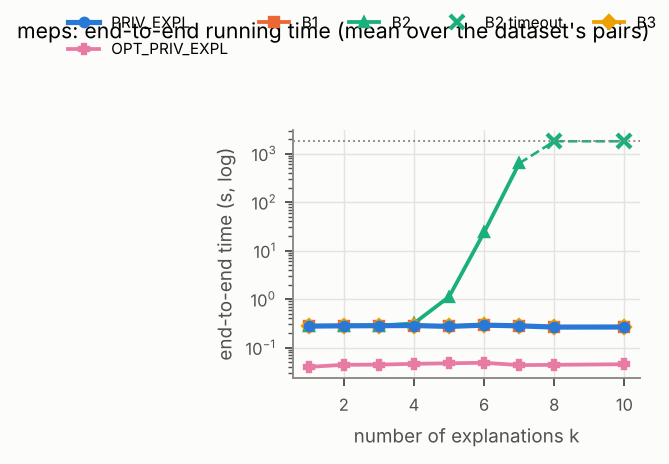 PRIV_EXPL B1 B2 B2 timeout B3
meps: end-to-end running time (mean over the dataset's pairs)
OPT_PRIV_EXPL
end-to-end time (s, log)
10³
10²
10¹
10⁰
10⁻¹
2 4 6 8 10
number of explanations k